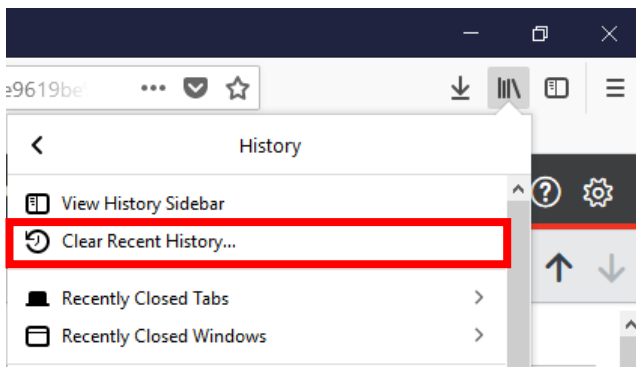 e9619be
History
View History Sidebar
Clear Recent History...
Recently Closed Tabs
Recently Closed Windows